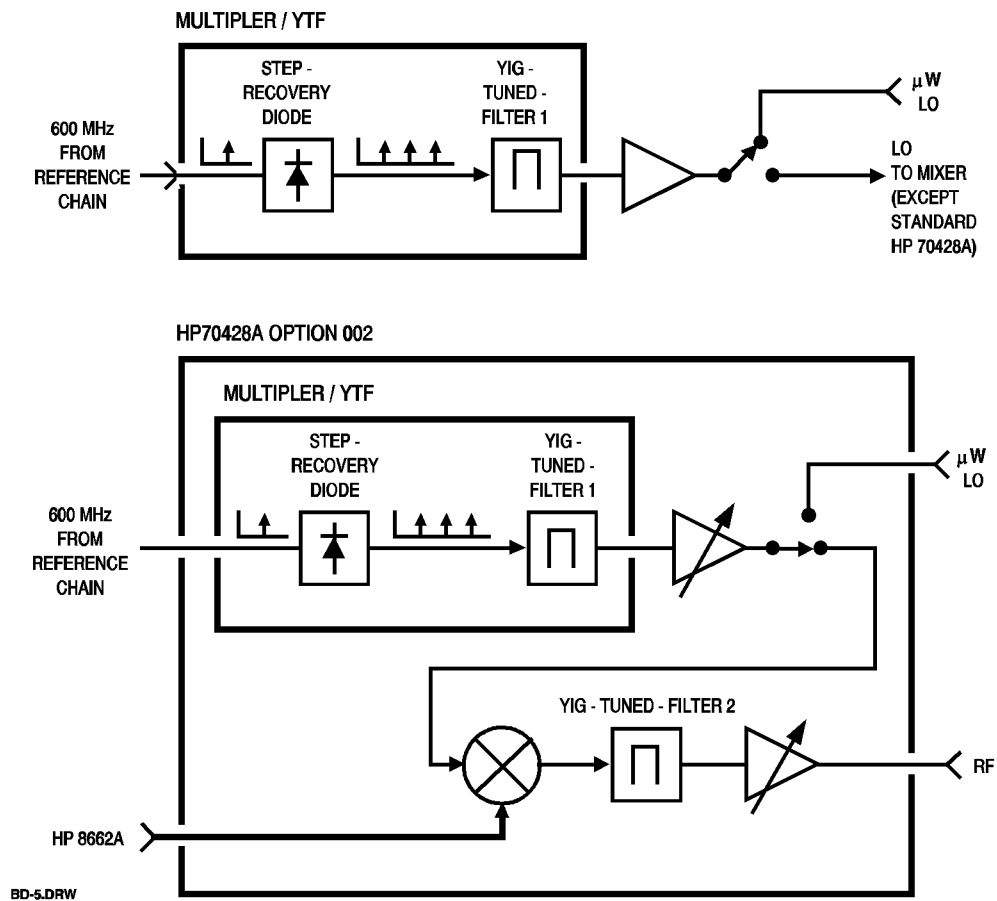 MULTIPLER / YTF
STEP -
RECOVERY
DIODE
YIG -
TUNED -
FILTER 1
600 MHz
FROM
REFERENCE
CHAIN
µW
LO
LO
TO MIXER
(EXCEPT
STANDARD
HP 70428A)
HP70428A OPTION 002
MULTIPLER / YTF
STEP -
RECOVERY
DIODE
YIG -
TUNED -
FILTER 1
600 MHz
FROM
REFERENCE
CHAIN
µW
LO
YIG - TUNED - FILTER 2
RF
HP 8662A
BD-5.DRW